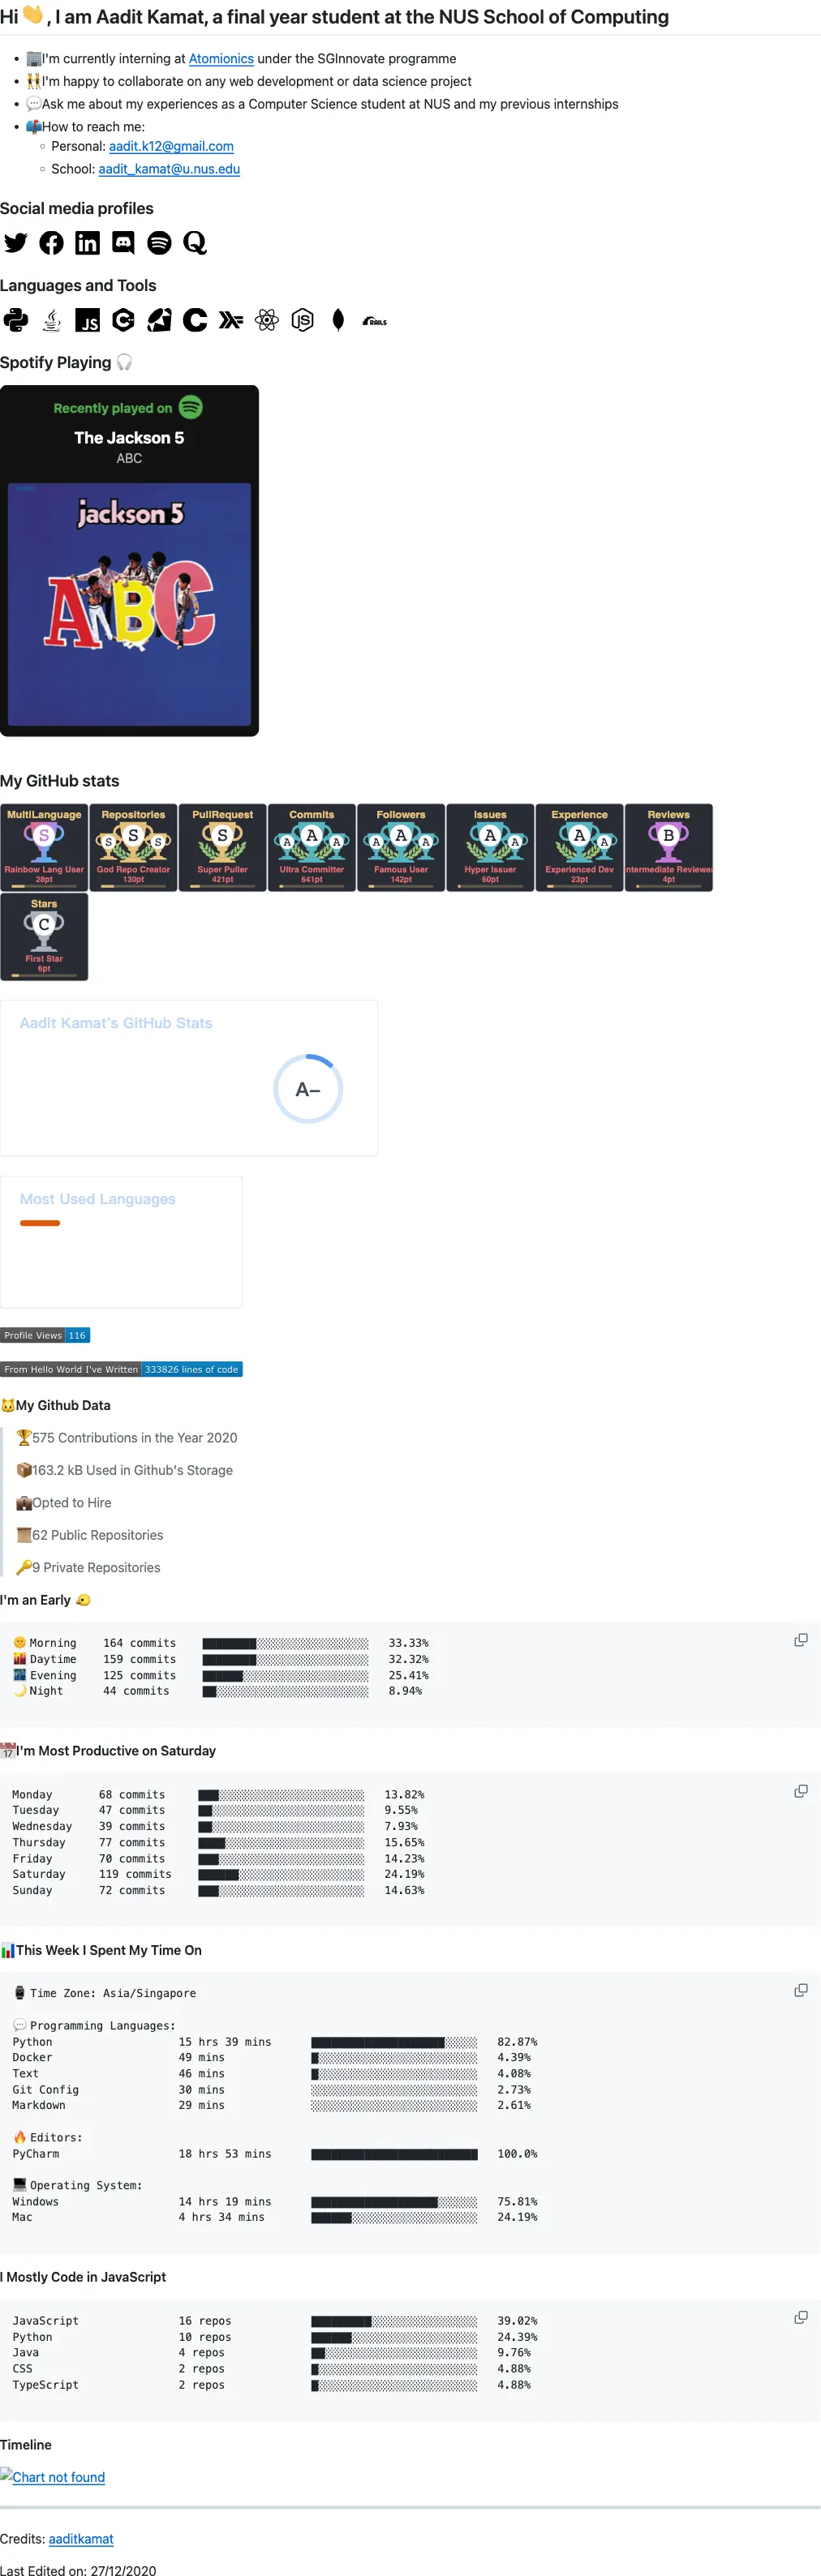 Hi 👋, I am Aadit Kamat, a final year student at the NUS School of Computing
🏢I'm currently interning at Atomionics under the SGInnovate programme
👯I'm happy to collaborate on any web development or data science project
💬Ask me about my experiences as a Computer Science student at NUS and my previous internships
📫How to reach me:
Personal: aadit.k12@gmail.com
School: aadit_kamat@u.nus.edu
Social media profiles
Languages and Tools
JS
JS
RAILS
Spotify Playing 🎧
Recently played on
The Jackson 5
ABC
jackson 5
ABC
My GitHub stats
MultiLanguage Repositories PullRequest Commits Followers Issues Experience Reviews
S S S S S A A A A A A A A A A B
Rainbow Lang User God Repo Creator Super Puller Ultra Committer Famous User Hyper Issuer Experienced Dev ntermediate Reviewer
28pt 130pt 421pt 641pt 142pt 60pt 23pt 4pt
Stars
C
First Star
6pt
Aadit Kamat's GitHub Stats
A-
Most Used Languages
Profile Views 116
From Hello World I've Written 333826 lines of code
🐱My Github Data
🏆575 Contributions in the Year 2020
📦163.2 kB Used in Github's Storage
💼Opted to Hire
📜62 Public Repositories
🔑9 Private Repositories
I'm an Early 🐤
🌞 Morning 164 commits 33.33%
🌆 Daytime 159 commits 32.32%
🌃 Evening 125 commits 25.41%
🌙 Night 44 commits 8.94%
📅I'm Most Productive on Saturday
Monday 68 commits 13.82%
Tuesday 47 commits 9.55%
Wednesday 39 commits 7.93%
Thursday 77 commits 15.65%
Friday 70 commits 14.23%
Saturday 119 commits 24.19%
Sunday 72 commits 14.63%
📊This Week I Spent My Time On
⌚ Time Zone: Asia/Singapore
💬 Programming Languages:
Python 15 hrs 39 mins 82.87%
Docker 49 mins 4.39%
Text 46 mins 4.08%
Git Config 30 mins 2.73%
Markdown 29 mins 2.61%
🔥 Editors:
PyCharm 18 hrs 53 mins 100.0%
💻 Operating System:
Windows 14 hrs 19 mins 75.81%
Mac 4 hrs 34 mins 24.19%
I Mostly Code in JavaScript
JavaScript 16 repos 39.02%
Python 10 repos 24.39%
Java 4 repos 9.76%
CSS 2 repos 4.88%
TypeScript 2 repos 4.88%
Timeline
Chart not found
Credits: aaditkamat
Last Edited on: 27/12/2020